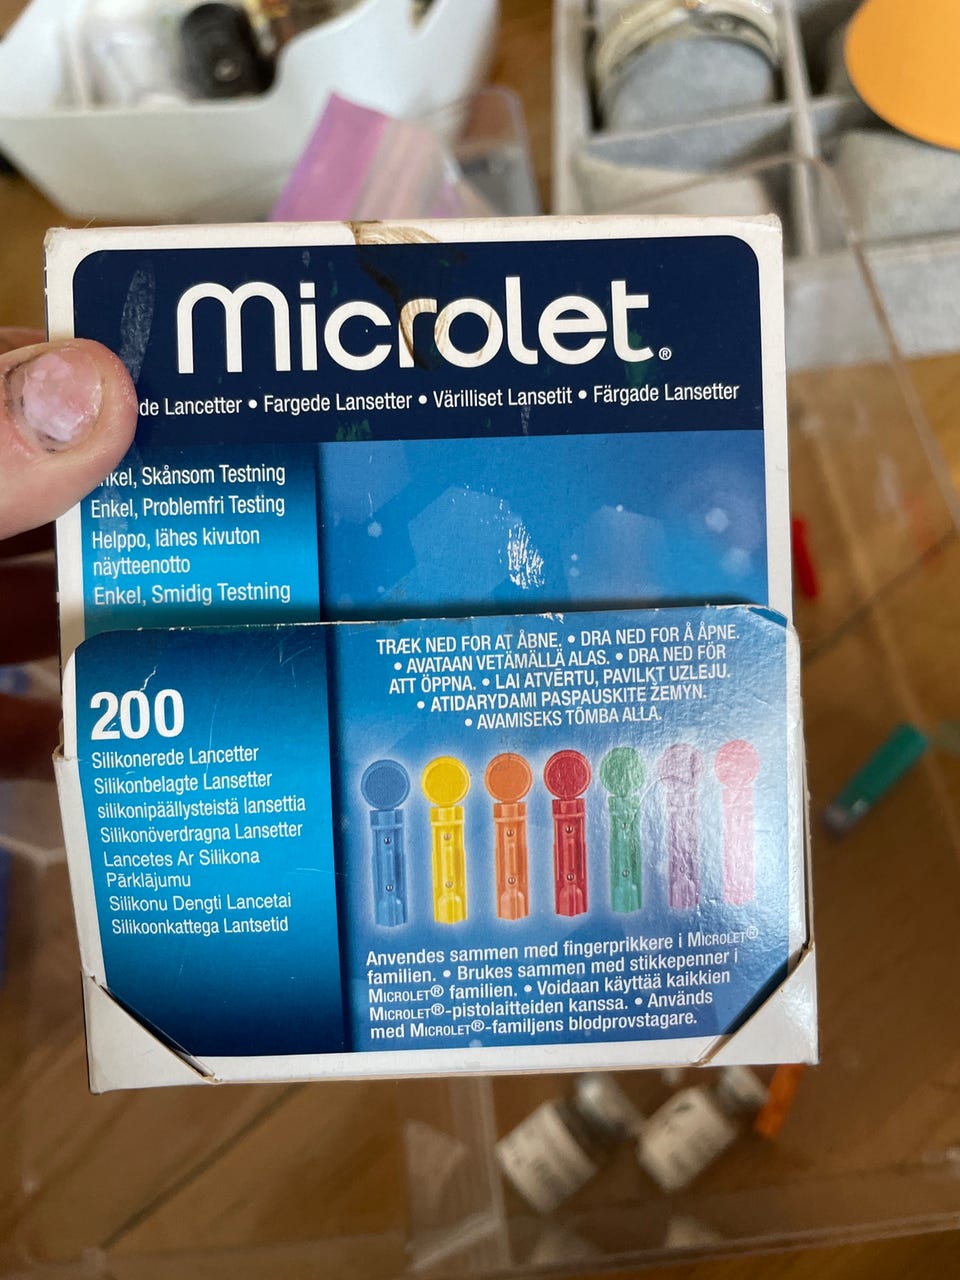 microlet®
Lancetter • Fargede Lansetter • Värilliset Lansetit • Färgade Lansetter
Skånsom Testning
Enkel, Problemfri Testing
Helppo, lähes kivuton
näytteenotto
Enkel, Smidig Testning
TRÆK NED FOR AT ÅBNE. • DRA NED FOR Å ÅPNE.
• AVATAAN VETÄMÄLLÄ ALAS. • DRA NED FÖR
ATT ÖPPNA. • LAI ATVĒRTU, PAVILKT UZLEJU.
• ATIDARYDAMI PASPAUSKITE ŽEMYN.
• AVAMISEKS TÕMBA ALLA.
200
Silikonerede Lancetter
Silikonbelagte Lansetter
silikonipäällysteistä lansettia
Silikonöverdragna Lansetter
Lancetes Ar Silikona
Pārklājumu
Silikonu Dengti Lancetai
Silikoonkattega Lantsetid
Anvendes sammen med fingerprikkere i MICROLET®
familien. • Brukes sammen med stikkepenner i
MICROLET® familien. • Voidaan käyttää kaikkien
MICROLET®-pistolaitteiden kanssa. • Används
med MICROLET®-familjens blodprovstagare.